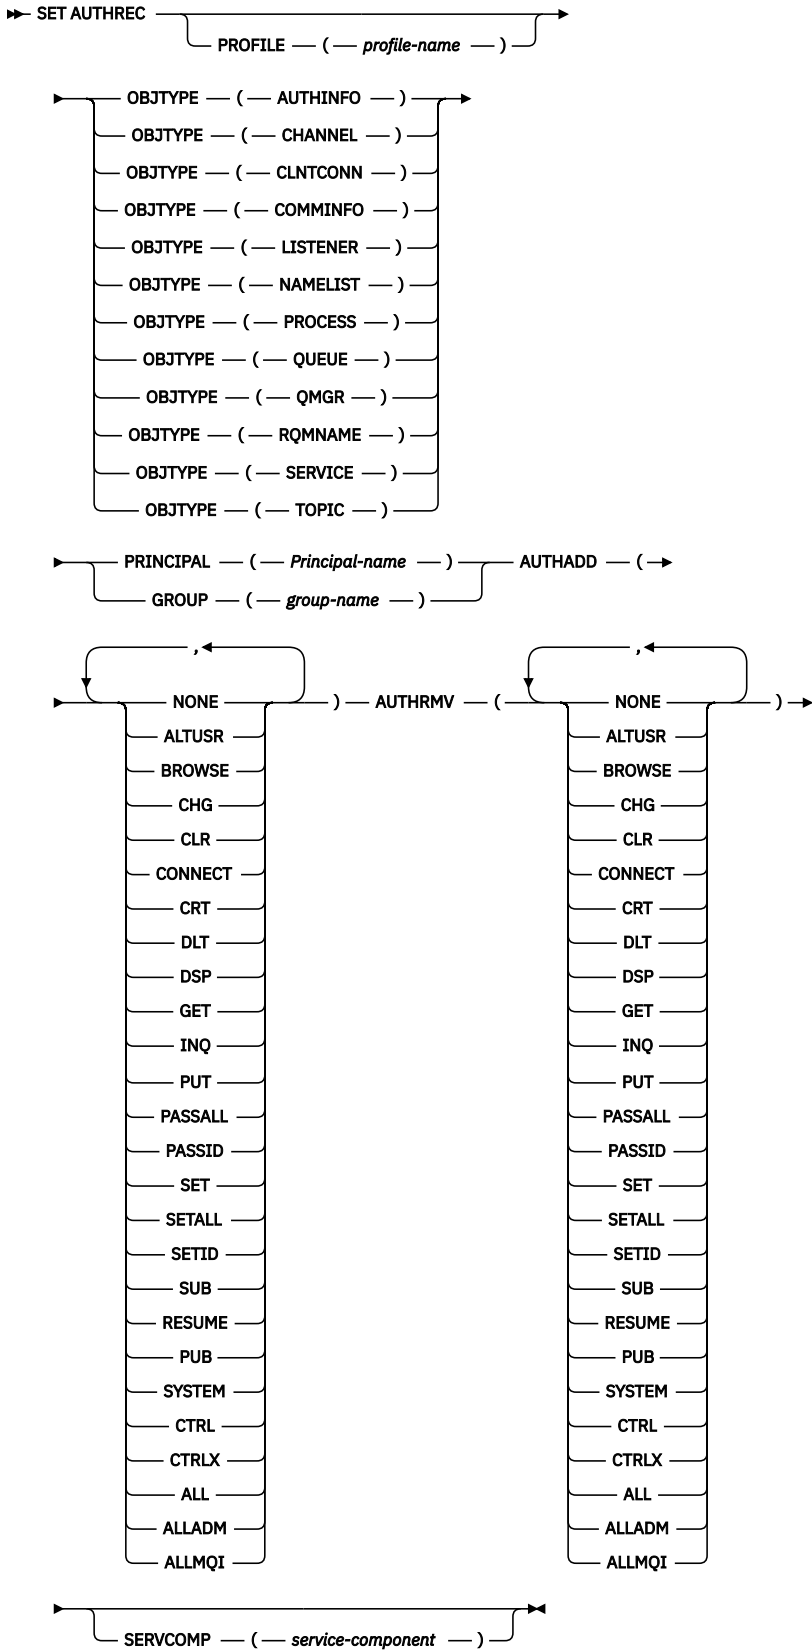 SET AUTHREC
PROFILE ( profile-name )
OBJTYPE ( AUTHINFO )
OBJTYPE ( CHANNEL )
OBJTYPE ( CLNTCONN )
OBJTYPE ( COMMINFO )
OBJTYPE ( LISTENER )
OBJTYPE ( NAMELIST )
OBJTYPE ( PROCESS )
OBJTYPE ( QUEUE )
OBJTYPE ( QMGR )
OBJTYPE ( RQMNAME )
OBJTYPE ( SERVICE )
OBJTYPE ( TOPIC )
PRINCIPAL ( Principal-name ) AUTHADD (
GROUP ( group-name )
, ,
NONE ) AUTHRMV ( NONE )
ALTUSR ALTUSR
BROWSE BROWSE
CHG CHG
CLR CLR
CONNECT CONNECT
CRT CRT
DLT DLT
DSP DSP
GET GET
INQ INQ
PUT PUT
PASSALL PASSALL
PASSID PASSID
SET SET
SETALL SETALL
SETID SETID
SUB SUB
RESUME RESUME
PUB PUB
SYSTEM SYSTEM
CTRL CTRL
CTRLX CTRLX
ALL ALL
ALLADM ALLADM
ALLMQI ALLMQI
SERVCOMP ( service-component )